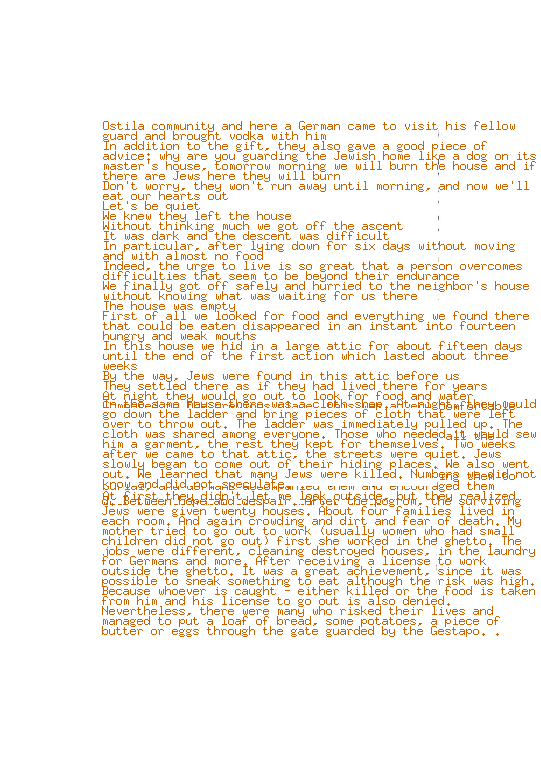 Ostila community and here a German came to visit his fellow
guard and brought vodka with him
In addition to the gift, they also gave a good piece of
advice; why are you guarding the Jewish home like a dog on its
master's house, tomorrow morning we will burn the house and if
there are Jews here they will burn
Don't worry, they won't run away until morning, and now we'll
eat our hearts out
Let's be quiet
We knew they left the house
Without thinking much we got off the ascent
It was dark and the descent was difficult
In particular, after lying down for six days without moving
and with almost no food
Indeed, the urge to live is so great that a person overcomes
difficulties that seem to be beyond their endurance
We finally got off safely and hurried to the neighbor's house
without knowing what was waiting for us there
The house was empty
First of all we looked for food and everything we found there
that could be eaten disappeared in an instant into fourteen
hungry and weak mouths
In this house we hid in a large attic for about fifteen days
until the end of the first action which lasted about three
weeks
By the way, Jews were found in this attic before us
They settled there as if they had lived there for years
At night they would go out to look for food and water
In the same house there was a cloth shop. At night they would
go down the ladder and bring pieces of cloth that were left
over to throw out. The ladder was immediately pulled up. The
cloth was shared among everyone. Those who needed it would sew
him a garment, the rest they kept for themselves. Two weeks
after we came to that attic, the streets were quiet. Jews
slowly began to come out of their hiding places. We also went
out. We learned that many Jews were killed. Numbers we did not
know and did not speculate.
accompanied them and encouraged them
At first they didn't let me look outside, but they realized
between hope and despair. After the pogrom, the surviving
Jews were given twenty houses. About four families lived in
each room. And again crowding and dirt and fear of death. My
mother tried to go out to work (usually women who had small
children did not go out) first she worked in the ghetto. The
jobs were different, cleaning destroyed houses, in the laundry
for Germans and more. After receiving a license to work
outside the ghetto. It was a great achievement, since it was
possible to sneak something to eat although the risk was high.
Because whoever is caught - either killed or the food is taken
from him and his license to go out is also denied.
Nevertheless, there were many who risked their lives and
managed to put a loaf of bread, some potatoes, a piece of
butter or eggs through the gate guarded by the Gestapo. .